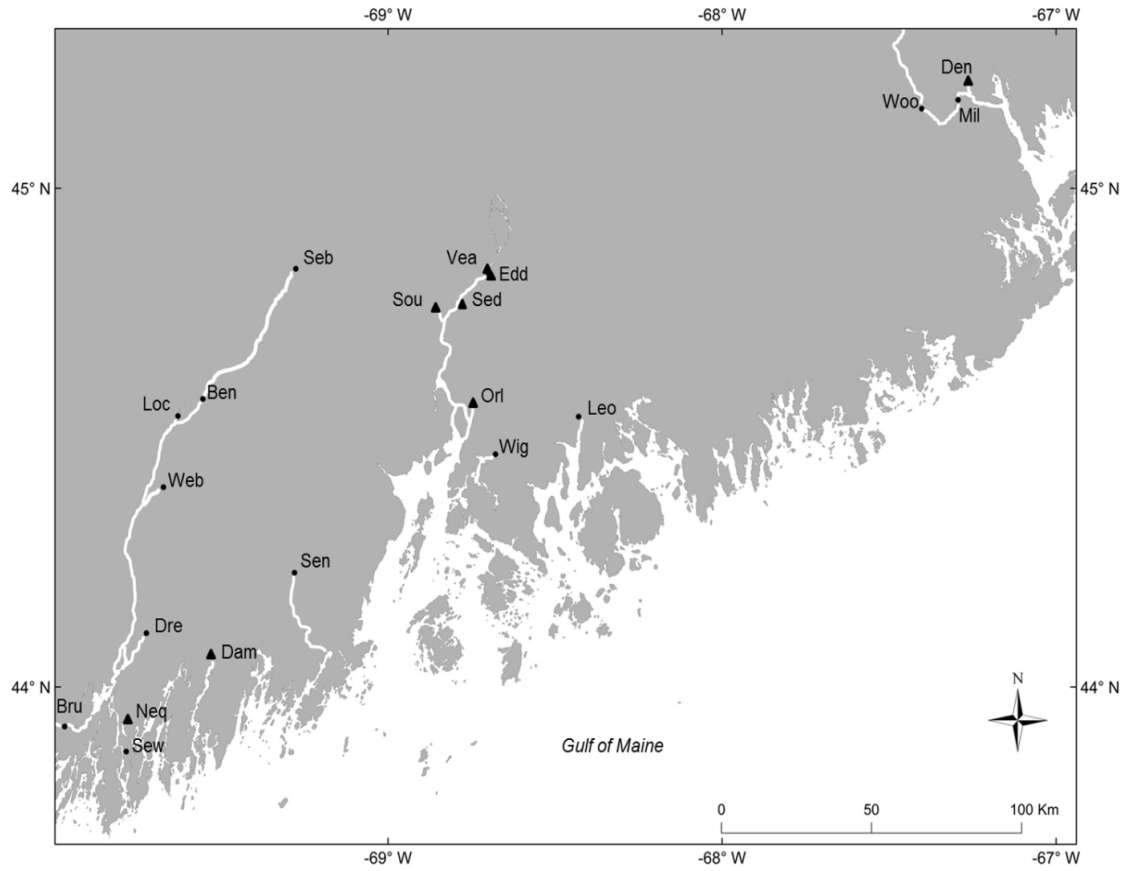 -69° W
-68° W
-67° W
Den
Woo
Mil
45° N
45° N
Seb
Vea
Edd
Sou
Sed
Ben
Loc
Orl
Leo
Wig
Web
Sen
Dre
Dam
44° N
44° N
Bru
Neq
N
Sew
Gulf of Maine
0 50 100 Km
-69° W
-68° W
-67° W